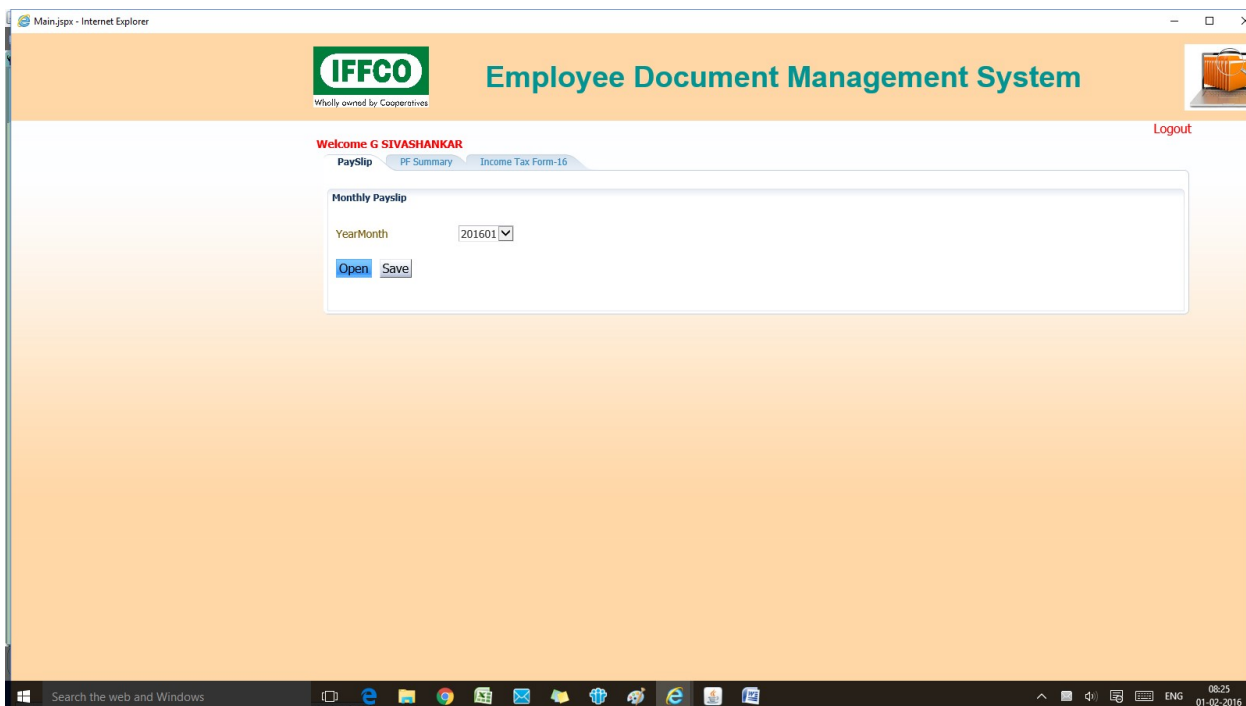 Main.jspx - Internet Explorer
IFFCO
Wholly owned by Cooperatives
Employee Document Management System
Logout
Welcome G SIVASHANKAR
PaySlip PF Summary Income Tax Form-16
Monthly Payslip
YearMonth 201601
Open Save
Search the web and Windows
ENG
08:25
01-02-2016